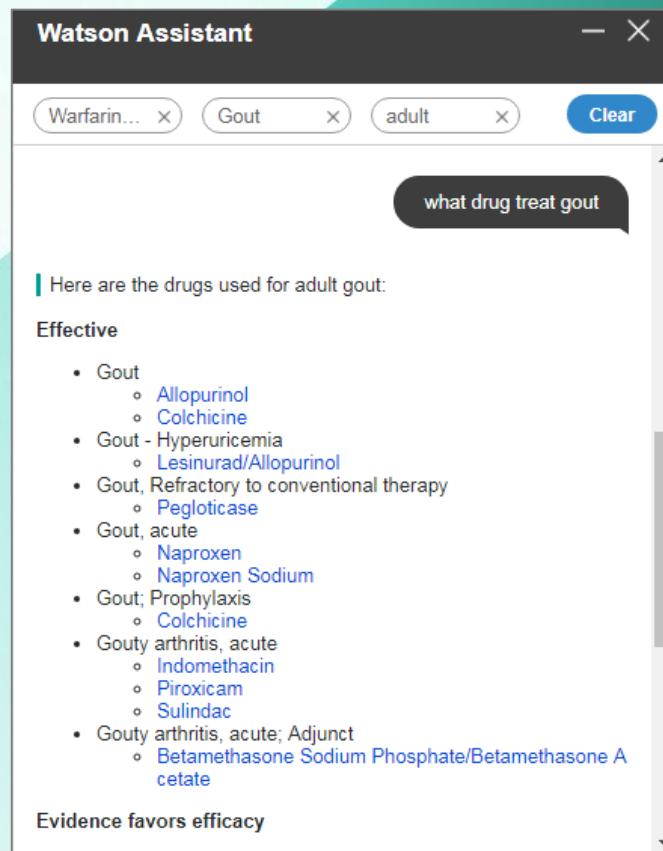 Watson Assistant
Warfarin... Gout adult Clear
what drug treat gout
Here are the drugs used for adult gout:
Effective
Gout
Allopurinol
Colchicine
Gout - Hyperuricemia
Lesinurad/Allopurinol
Gout, Refractory to conventional therapy
Pegloticase
Gout, acute
Naproxen
Naproxen Sodium
Gout; Prophylaxis
Colchicine
Gouty arthritis, acute
Indomethacin
Piroxicam
Sulindac
Gouty arthritis, acute; Adjunct
Betamethasone Sodium Phosphate/Betamethasone A
cetate
Evidence favors efficacy